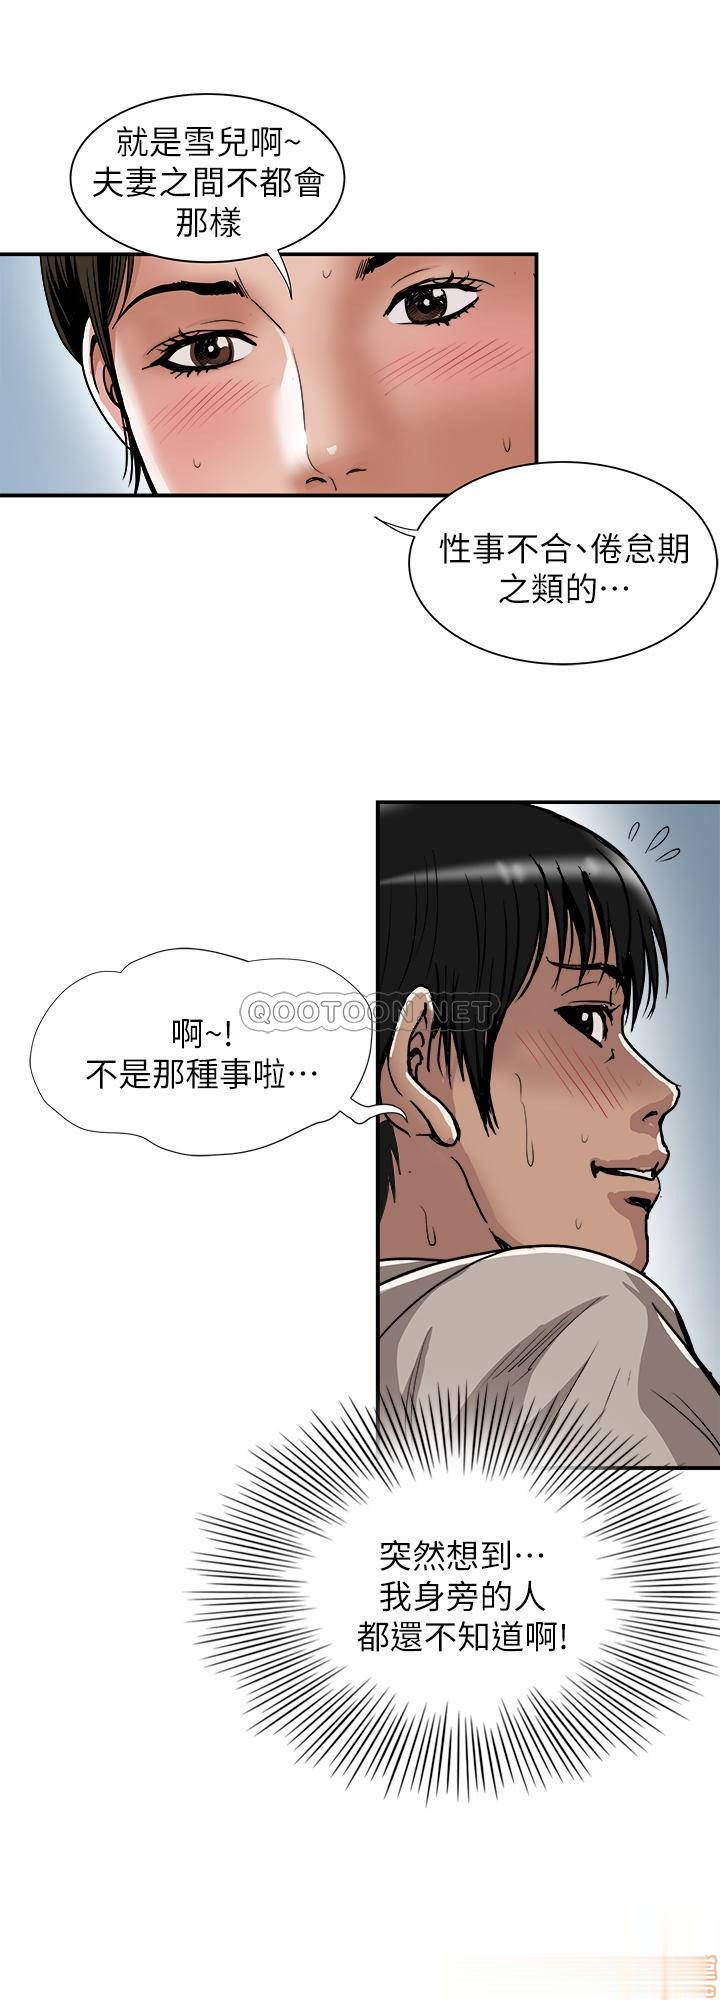 就是雪兒啊~
夫妻之間不都會
那樣
性事不合、倦怠期
之類的⋯
QOOTOON.NET
啊~!
不是那種事啦⋯
突然想到⋯
我身旁的人
都還不知道啊!